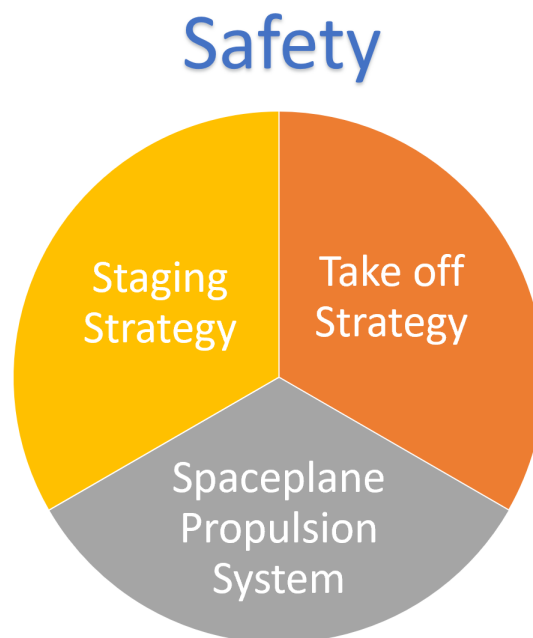 Safety
Staging
Strategy
Take off
Strategy
Spaceplane
Propulsion
System